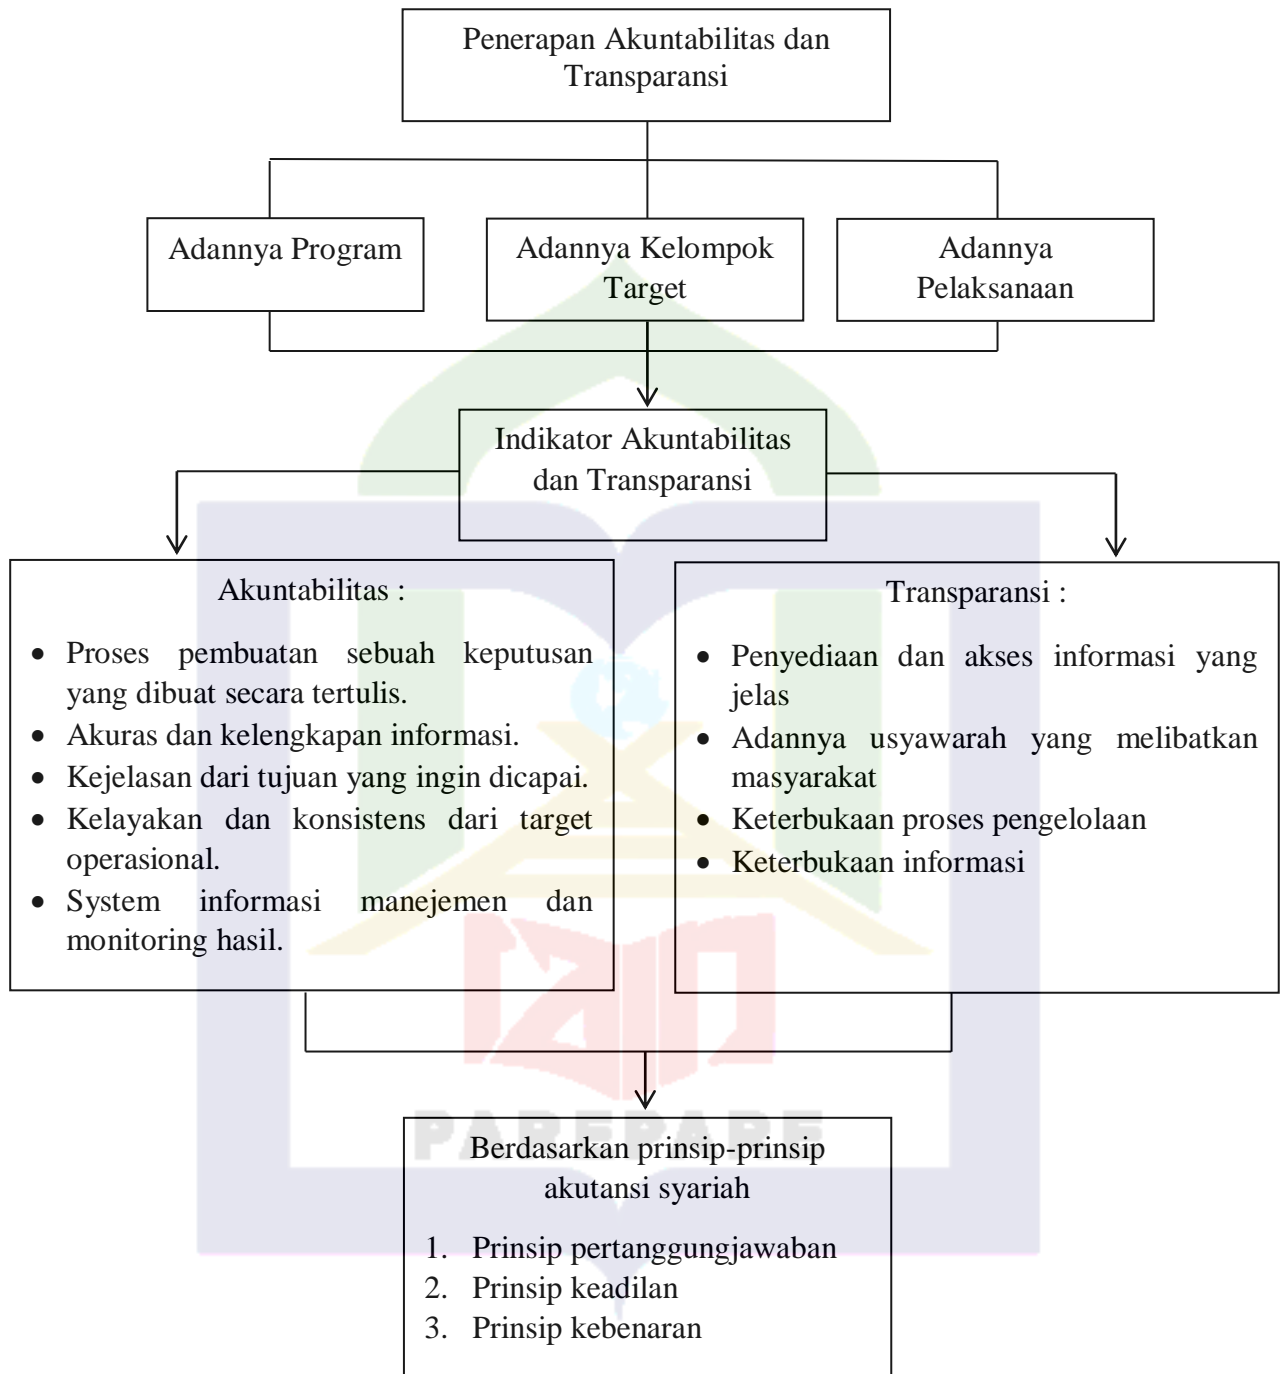 Penerapan Akuntabilitas dan
Transparansi
Adannya Program
Adannya Kelompok
Target
Adannya
Pelaksanaan
Indikator Akuntabilitas
dan Transparansi
Akuntabilitas :
• Proses pembuatan sebuah keputusan
yang dibuat secara tertulis.
• Akuras dan kelengkapan informasi.
• Kejelasan dari tujuan yang ingin dicapai.
• Kelayakan dan konsistens dari target
operasional.
• System informasi manejemen dan
monitoring hasil.
Transparansi :
• Penyediaan dan akses informasi yang
jelas
• Adannya usyawarah yang melibatkan
masyarakat
• Keterbukaan proses pengelolaan
• Keterbukaan informasi
PAREPARE
Berdasarkan prinsip-prinsip
akutansi syariah
1. Prinsip pertanggungjawaban
2. Prinsip keadilan
3. Prinsip kebenaran